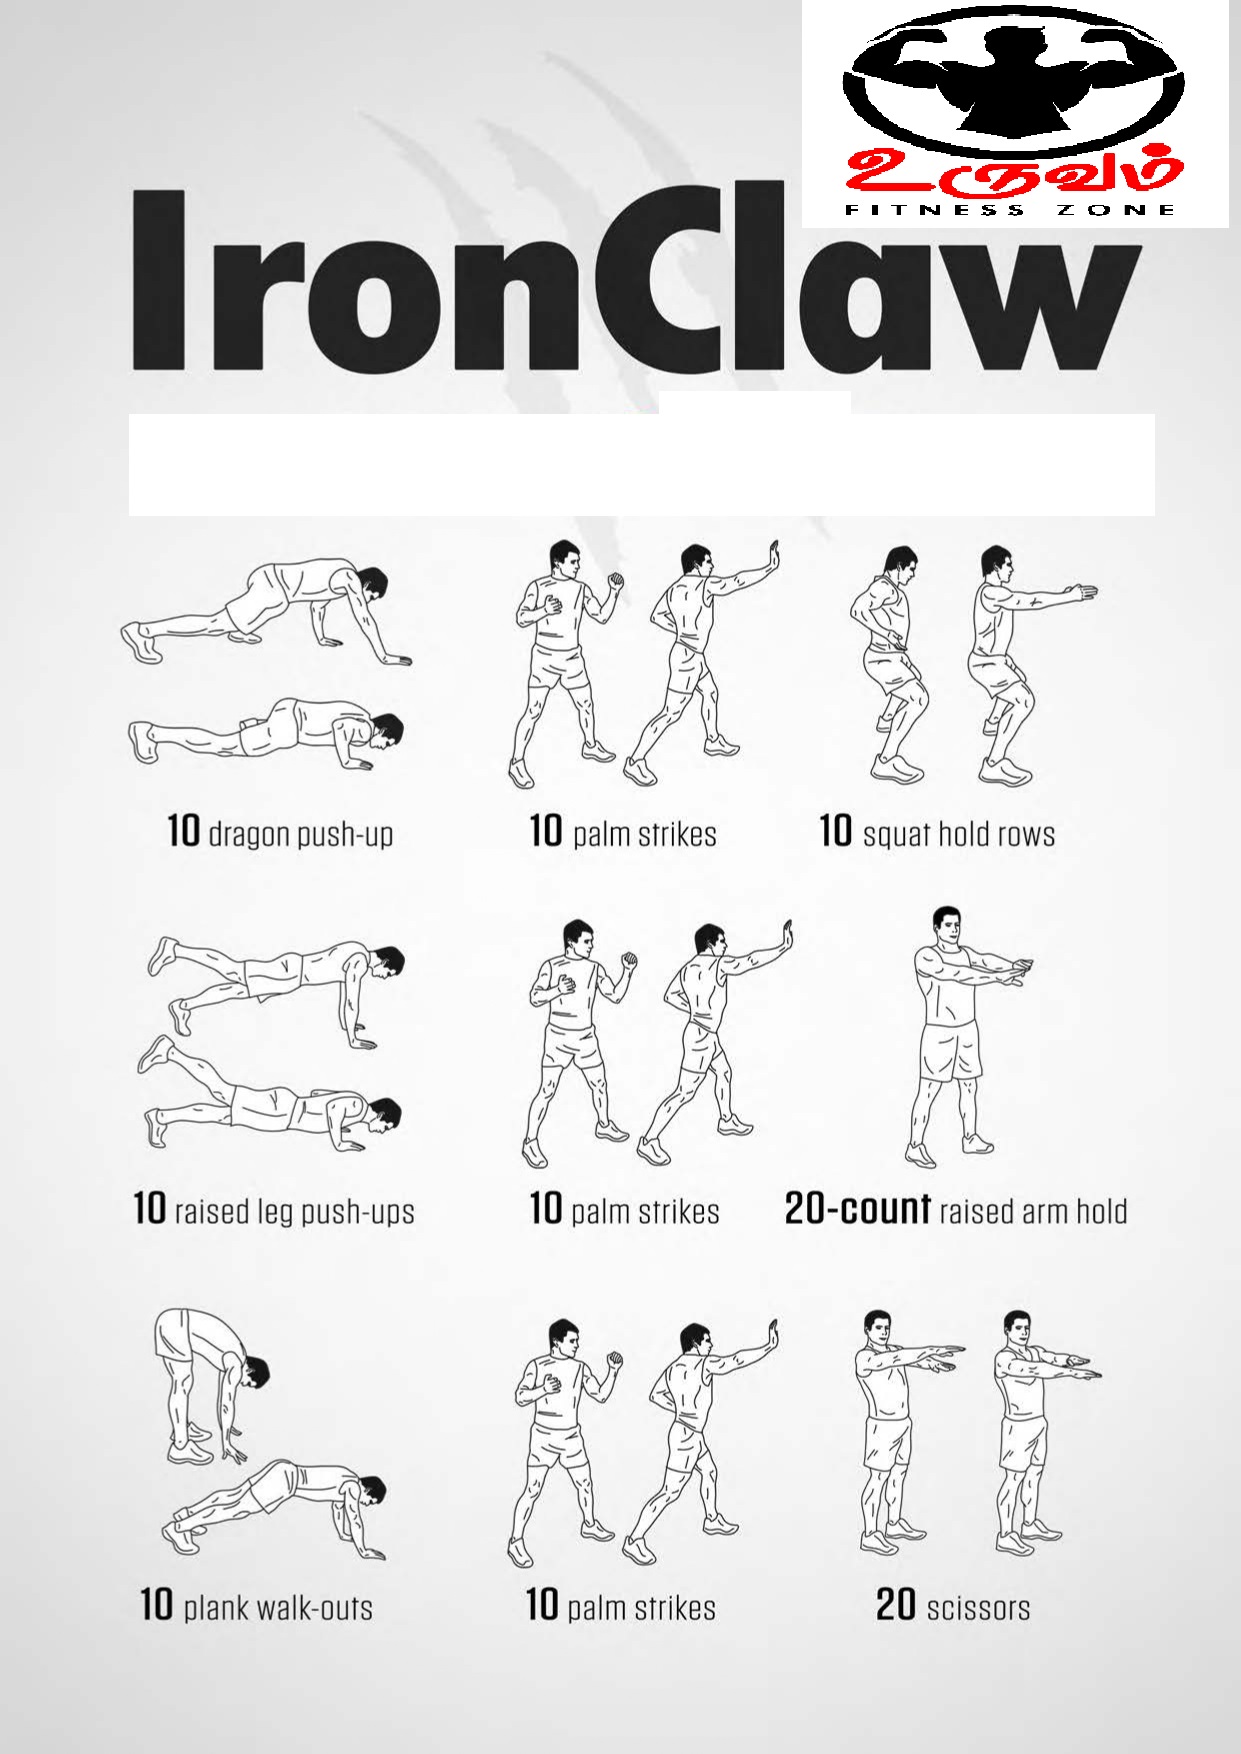 உருவம்
FITNESS ZONE
IronClaw
10 dragon push-up
10 palm strikes
10 squat hold rows
10 raised leg push-ups
10 palm strikes
20-count raised arm hold
10 plank walk-outs
10 palm strikes
20 scissors